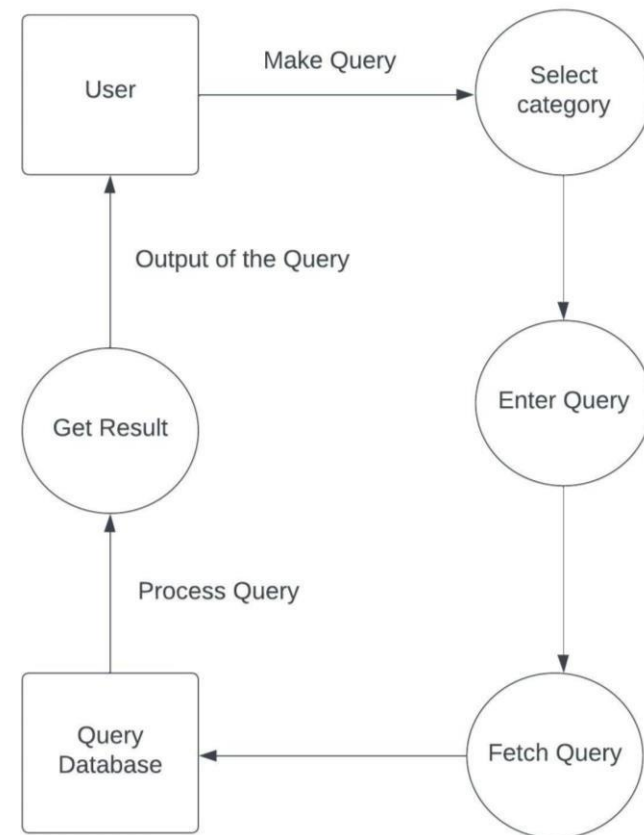 User
Make Query
Select
category
Output of the Query
Enter Query
Get Result
Process Query
Query
Database
Fetch Query